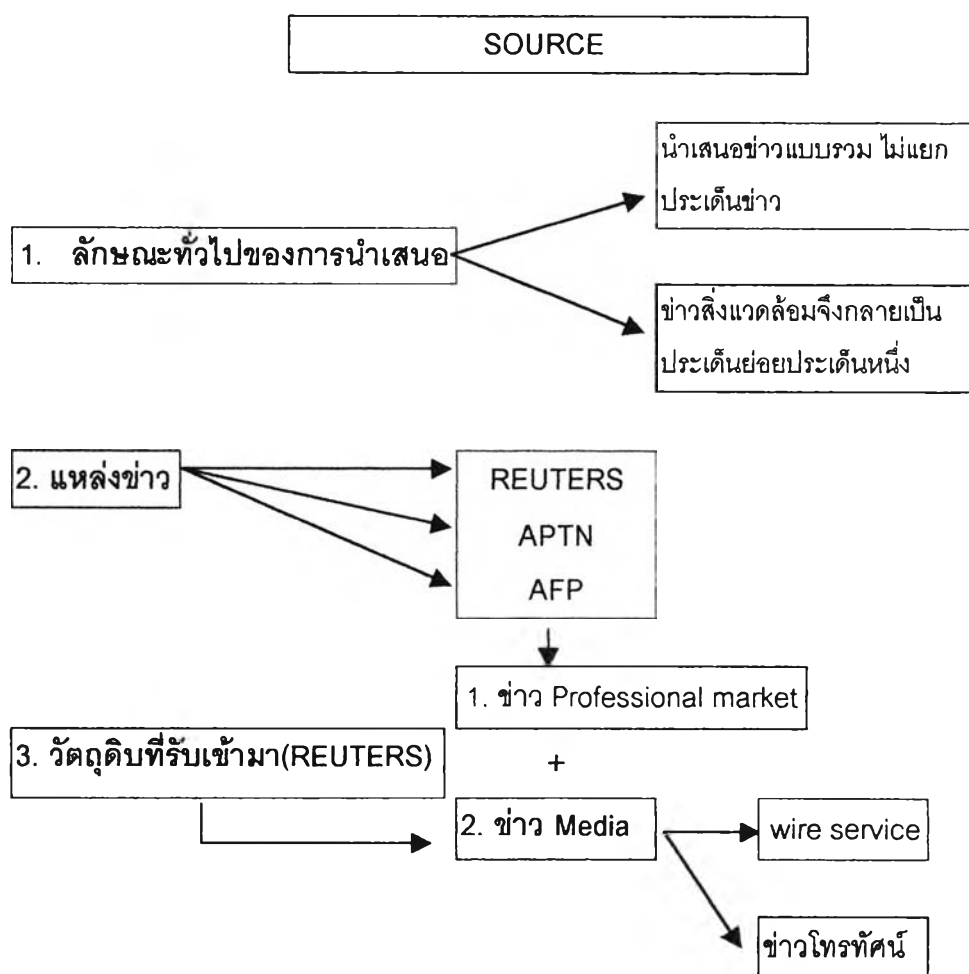 SOURCE
นำเสนอข่าวแบบรวม ไม่แยก
ประเด็นข่าว
1. ลักษณะทั่วไปของการนำเสนอ
ข่าวสิ่งแวดล้อมจึงกลายเป็น
ประเด็นย่อยประเด็นหนึ่ง
2. แหล่งข่าว
REUTERS
APTN
AFP
1. ข่าว Professional market
3. วัตถุดิบที่รับเข้ามา(REUTERS)
+
2. ข่าว Media
wire service
ข่าวโทรทัศน์